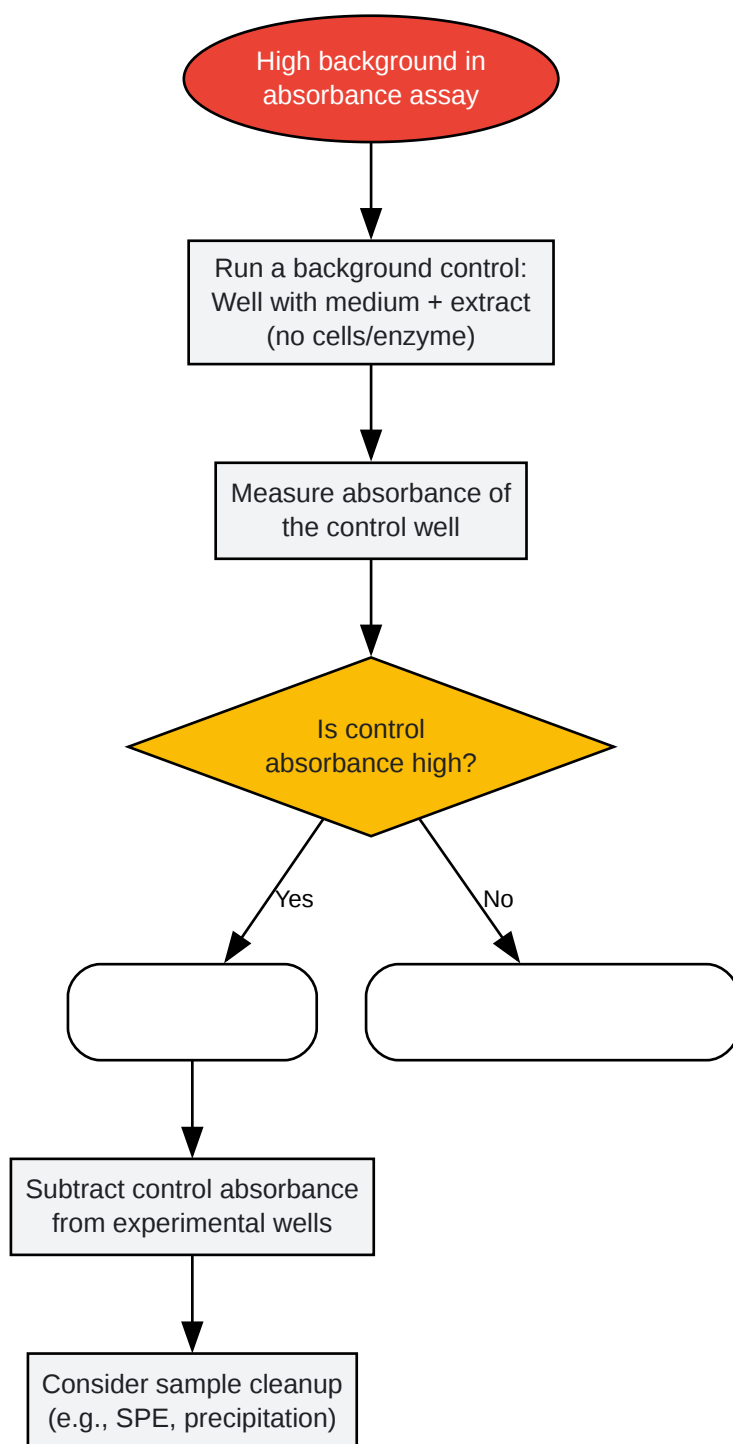 High background in
absorbance assay
Run a background control:
Well with medium + extract
(no cells/enzyme)
Measure absorbance of
the control well
Is control
absorbance high?
Yes
No
Subtract control absorbance
from experimental wells
Consider sample cleanup
(e.g., SPE, precipitation)